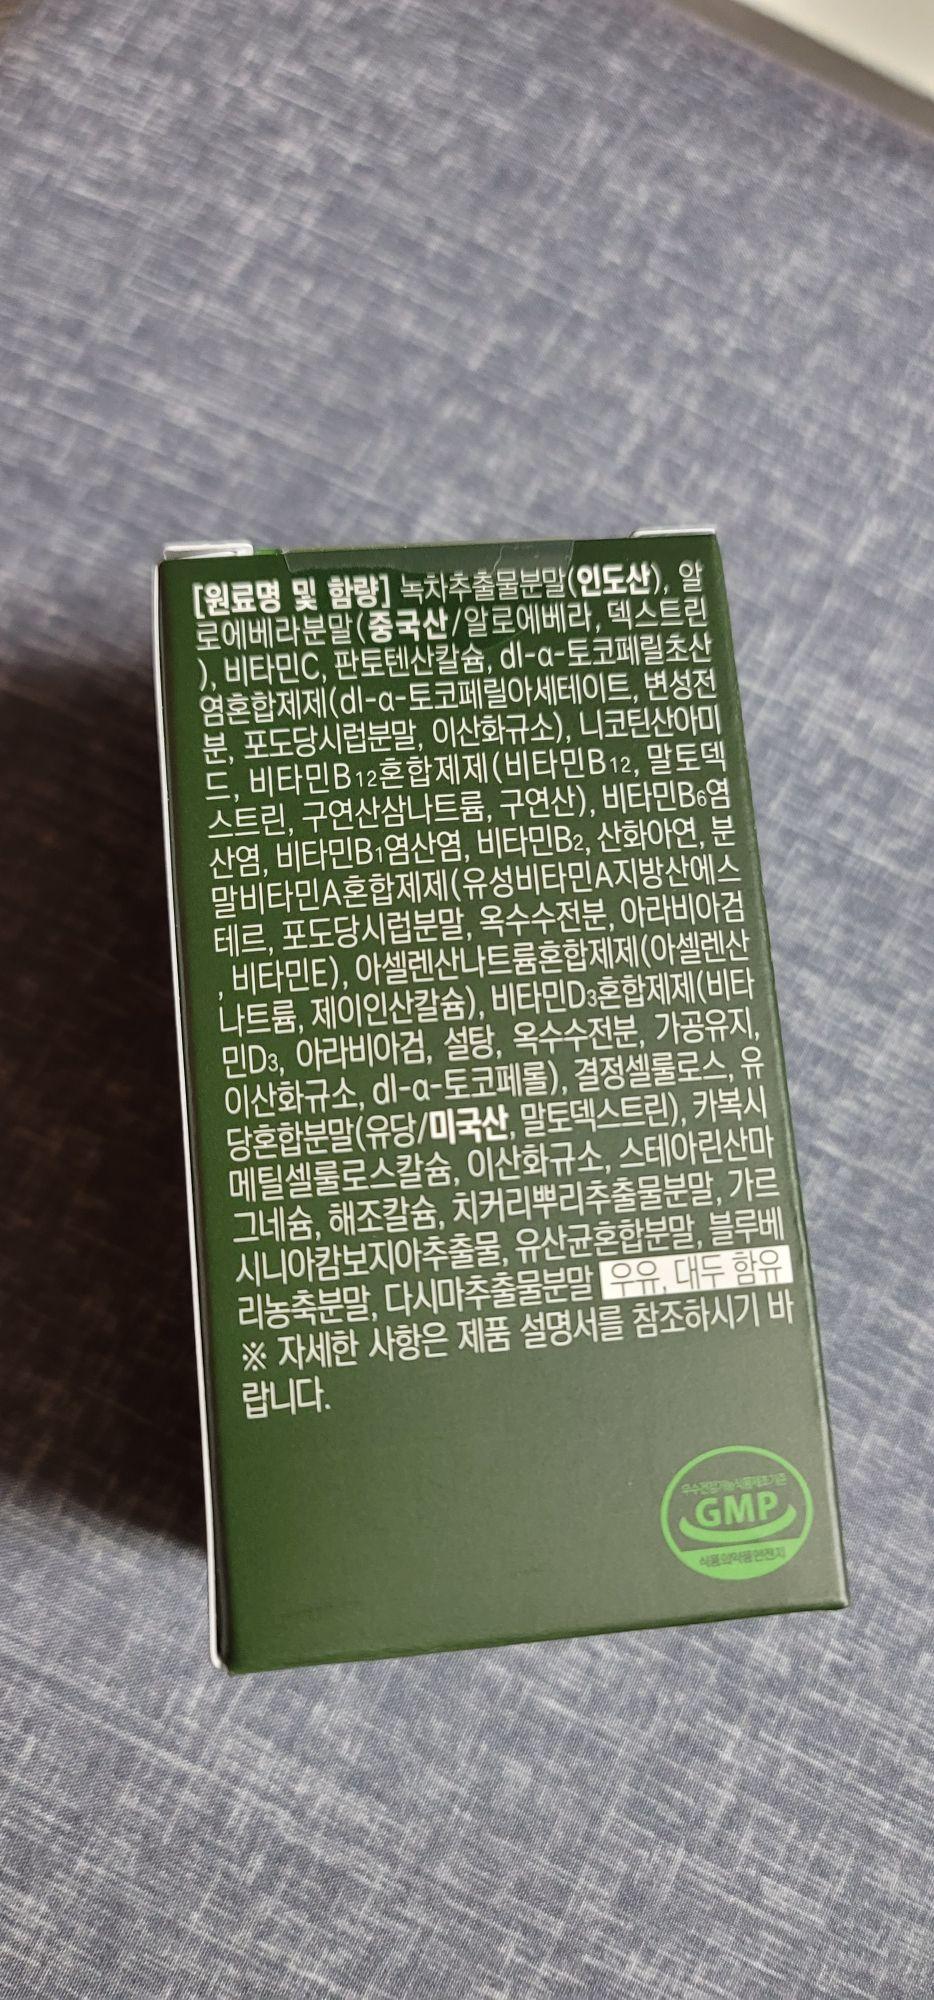 [원료명 및 함량] 녹차추출물분말(인도산), 알
로에베라분말(중국산/알로에베라, 덱스트린
), 비타민C, 판토텐산칼슘, dl-α-토코페릴초산
염혼합제제(dl-α-토코페릴아세테이트, 변성전
분, 포도당시럽분말, 이산화규소), 니코틴산아미
드, 비타민B12혼합제제(비타민B12, 말토덱
스트린, 구연산삼나트륨, 구연산), 비타민B6염
산염, 비타민B1염산염, 비타민B2, 산화아연, 분
말비타민A혼합제제(유성비타민A지방산에스
테르, 포도당시럽분말, 옥수수전분, 아라비아검
, 비타민E), 아셀렌산나트륨혼합제제(아셀렌산
나트륨, 제이인산칼슘), 비타민D3혼합제제(비타
민D3, 아라비아검, 설탕, 옥수수전분, 가공유지,
이산화규소, dl-α-토코페롤), 결정셀룰로스, 유
당혼합분말(유당/미국산, 말토덱스트린), 카복시
메틸셀룰로스칼슘, 이산화규소, 스테아린산마
그네슘, 해조칼슘, 치커리뿌리추출물분말, 가르
시니아캄보지아추출물, 유산균혼합분말, 블루베
리농축분말, 다시마추출물분말 우유, 대두 함유
※ 자세한 사항은 제품 설명서를 참조하시기 바
랍니다.
우수건강기능식품제조기준
GMP
식품의약품안전처